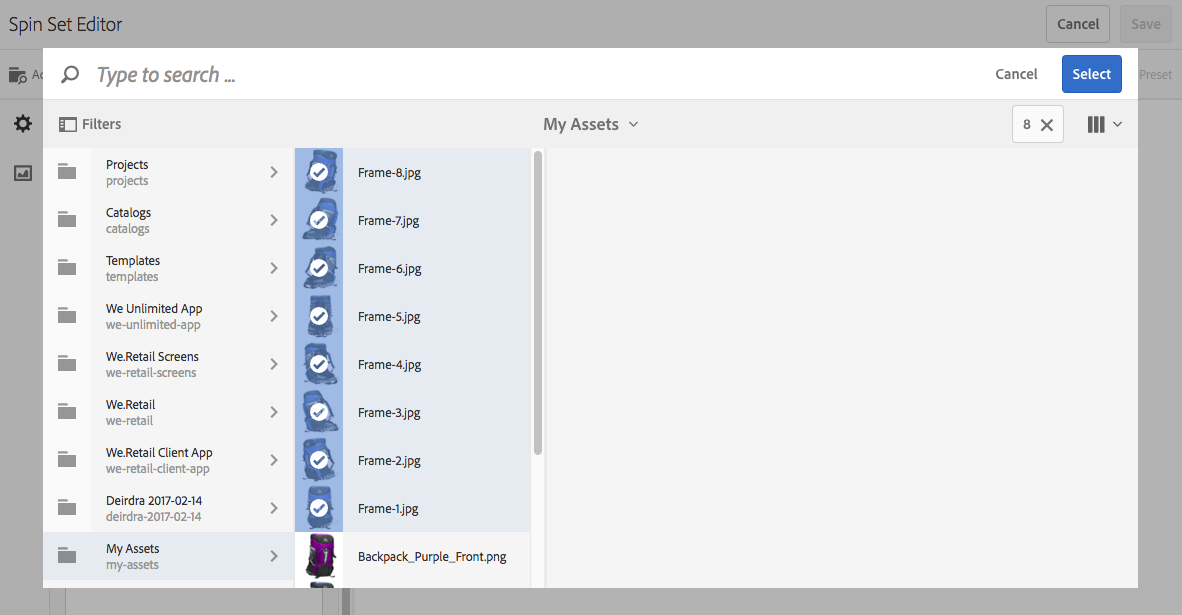 Spin Set Editor
Cancel
Save
Ac
Type to search ...
Cancel
Select
Preset
Filters
My Assets
8
Projects
projects
Catalogs
catalogs
Templates
templates
We Unlimited App
we-unlimited-app
We.Retail Screens
we-retail-screens
We.Retail
we-retail
We.Retail Client App
we-retail-client-app
Deirdra 2017-02-14
deirdra-2017-02-14
My Assets
my-assets
Frame-8.jpg
Frame-7.jpg
Frame-6.jpg
Frame-5.jpg
Frame-4.jpg
Frame-3.jpg
Frame-2.jpg
Frame-1.jpg
Backpack_Purple_Front.png